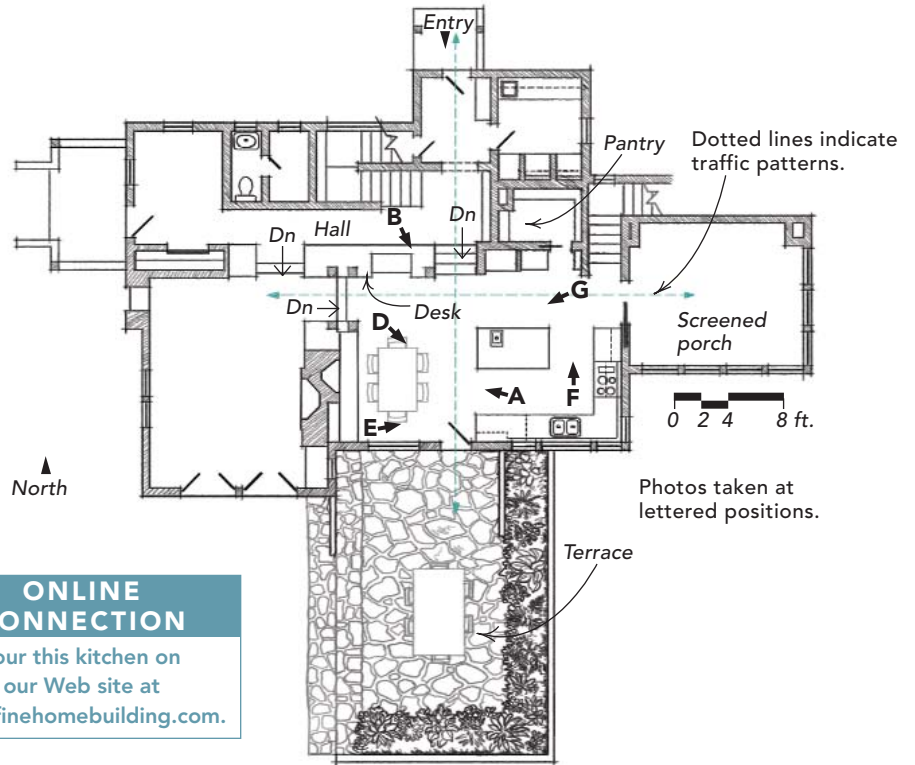 Entry
Pantry
Dotted lines indicate
traffic patterns.
B
Dn
Hall
Dn
G
Dn
Desk
D
Screened
porch
A
F
0 2 4 8 ft.
E
North
Photos taken at
lettered positions.
Terrace
ONLINE
ONNECTION
our this kitchen on
our Web site at
finehomebuilding.com.